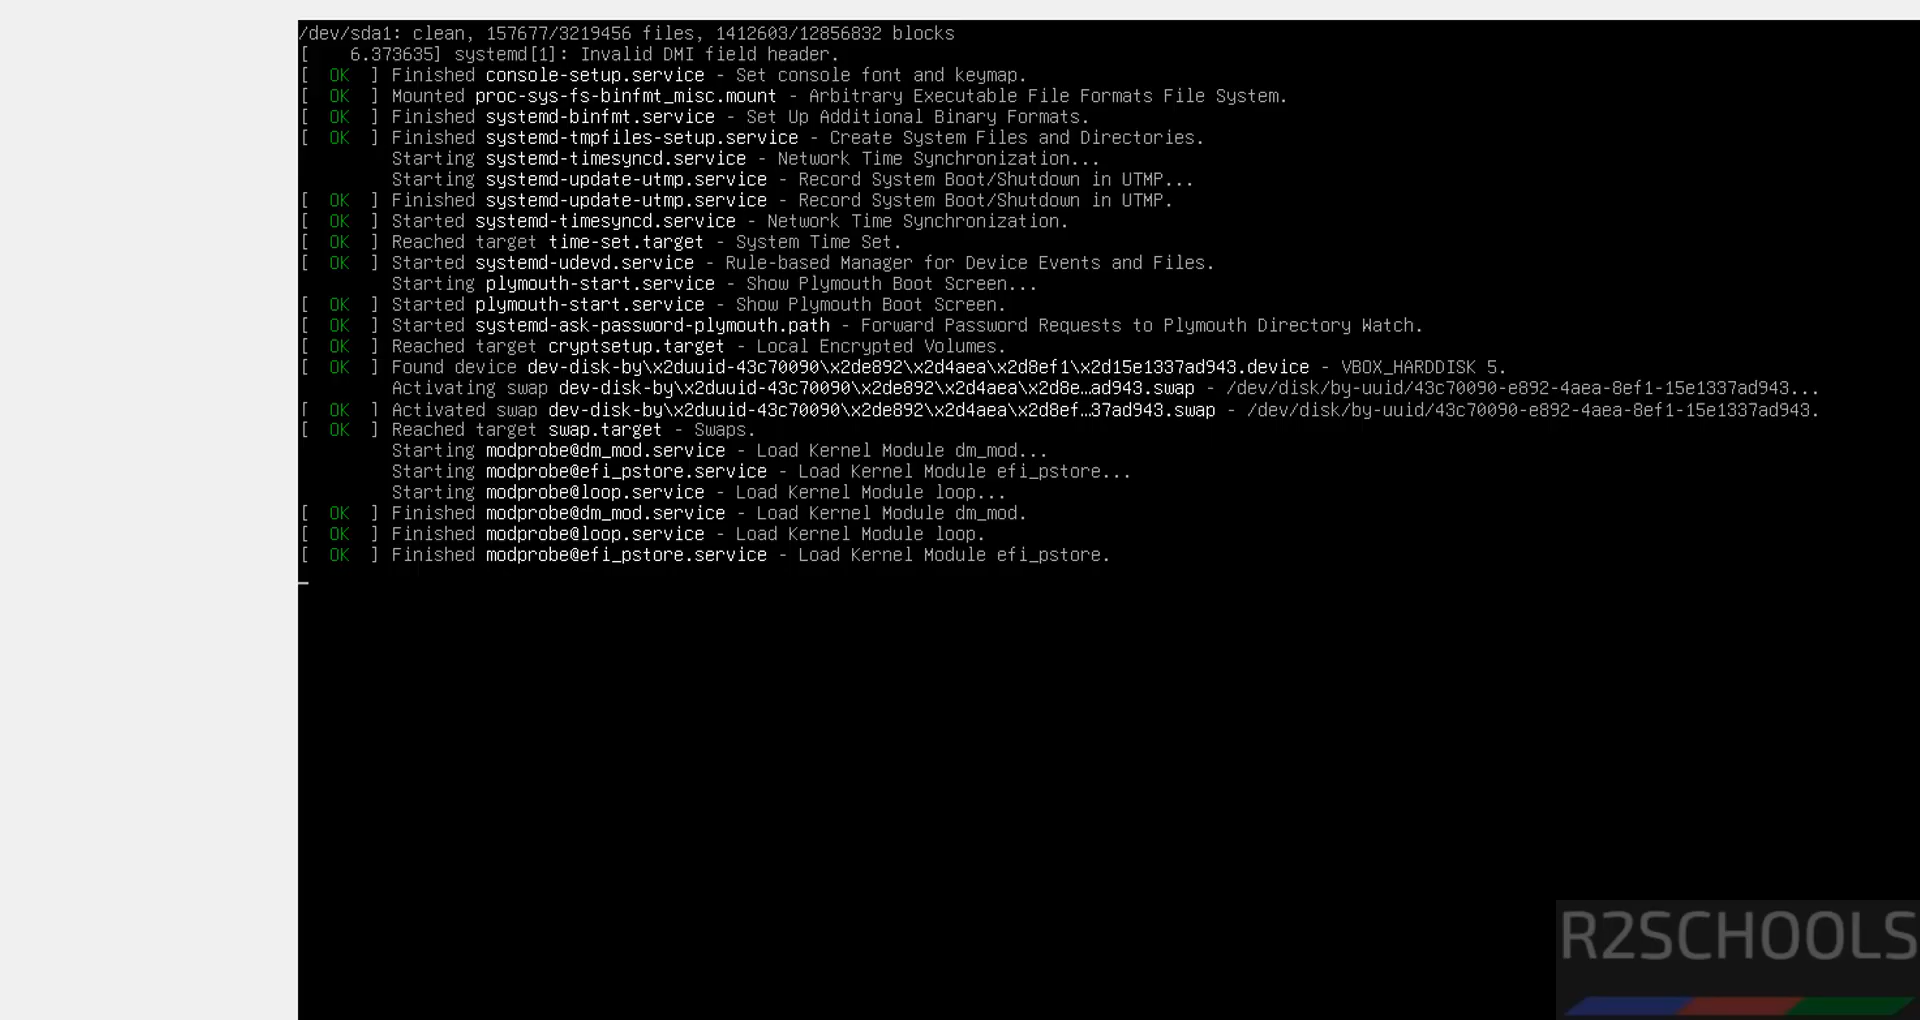 /dev/sda1: clean, 157677/3219456 files, 1412603/12856832 blocks
[    6.373635] systemd[1]: Invalid DMI field header.
[  OK  ] Finished console-setup.service - Set console font and keymap.
[  OK  ] Mounted proc-sys-fs-binfmt_misc.mount - Arbitrary Executable File Formats File System.
[  OK  ] Finished systemd-binfmt.service - Set Up Additional Binary Formats.
[  OK  ] Finished systemd-tmpfiles-setup.service - Create System Files and Directories.
         Starting systemd-timesyncd.service - Network Time Synchronization...
         Starting systemd-update-utmp.service - Record System Boot/Shutdown in UTMP...
[  OK  ] Finished systemd-update-utmp.service - Record System Boot/Shutdown in UTMP.
[  OK  ] Started systemd-timesyncd.service - Network Time Synchronization.
[  OK  ] Reached target time-set.target - System Time Set.
[  OK  ] Started systemd-udevd.service - Rule-based Manager for Device Events and Files.
         Starting plymouth-start.service - Show Plymouth Boot Screen...
[  OK  ] Started plymouth-start.service - Show Plymouth Boot Screen.
[  OK  ] Started systemd-ask-password-plymouth.path - Forward Password Requests to Plymouth Directory Watch.
[  OK  ] Reached target cryptsetup.target - Local Encrypted Volumes.
[  OK  ] Found device dev-disk-by\x2duuid-43c70090\x2de892\x2d4aea\x2d8ef1\x2d15e1337ad943.device - VBOX_HARDDISK 5.
         Activating swap dev-disk-by\x2duuid-43c70090\x2de892\x2d4aea\x2d8e…ad943.swap - /dev/disk/by-uuid/43c70090-e892-4aea-8ef1-15e1337ad943...
[  OK  ] Activated swap dev-disk-by\x2duuid-43c70090\x2de892\x2d4aea\x2d8ef…37ad943.swap - /dev/disk/by-uuid/43c70090-e892-4aea-8ef1-15e1337ad943.
[  OK  ] Reached target swap.target - Swaps.
         Starting modprobe@dm_mod.service - Load Kernel Module dm_mod...
         Starting modprobe@efi_pstore.service - Load Kernel Module efi_pstore...
         Starting modprobe@loop.service - Load Kernel Module loop...
[  OK  ] Finished modprobe@dm_mod.service - Load Kernel Module dm_mod.
[  OK  ] Finished modprobe@loop.service - Load Kernel Module loop.
[  OK  ] Finished modprobe@efi_pstore.service - Load Kernel Module efi_pstore.
R2SCHOOLS